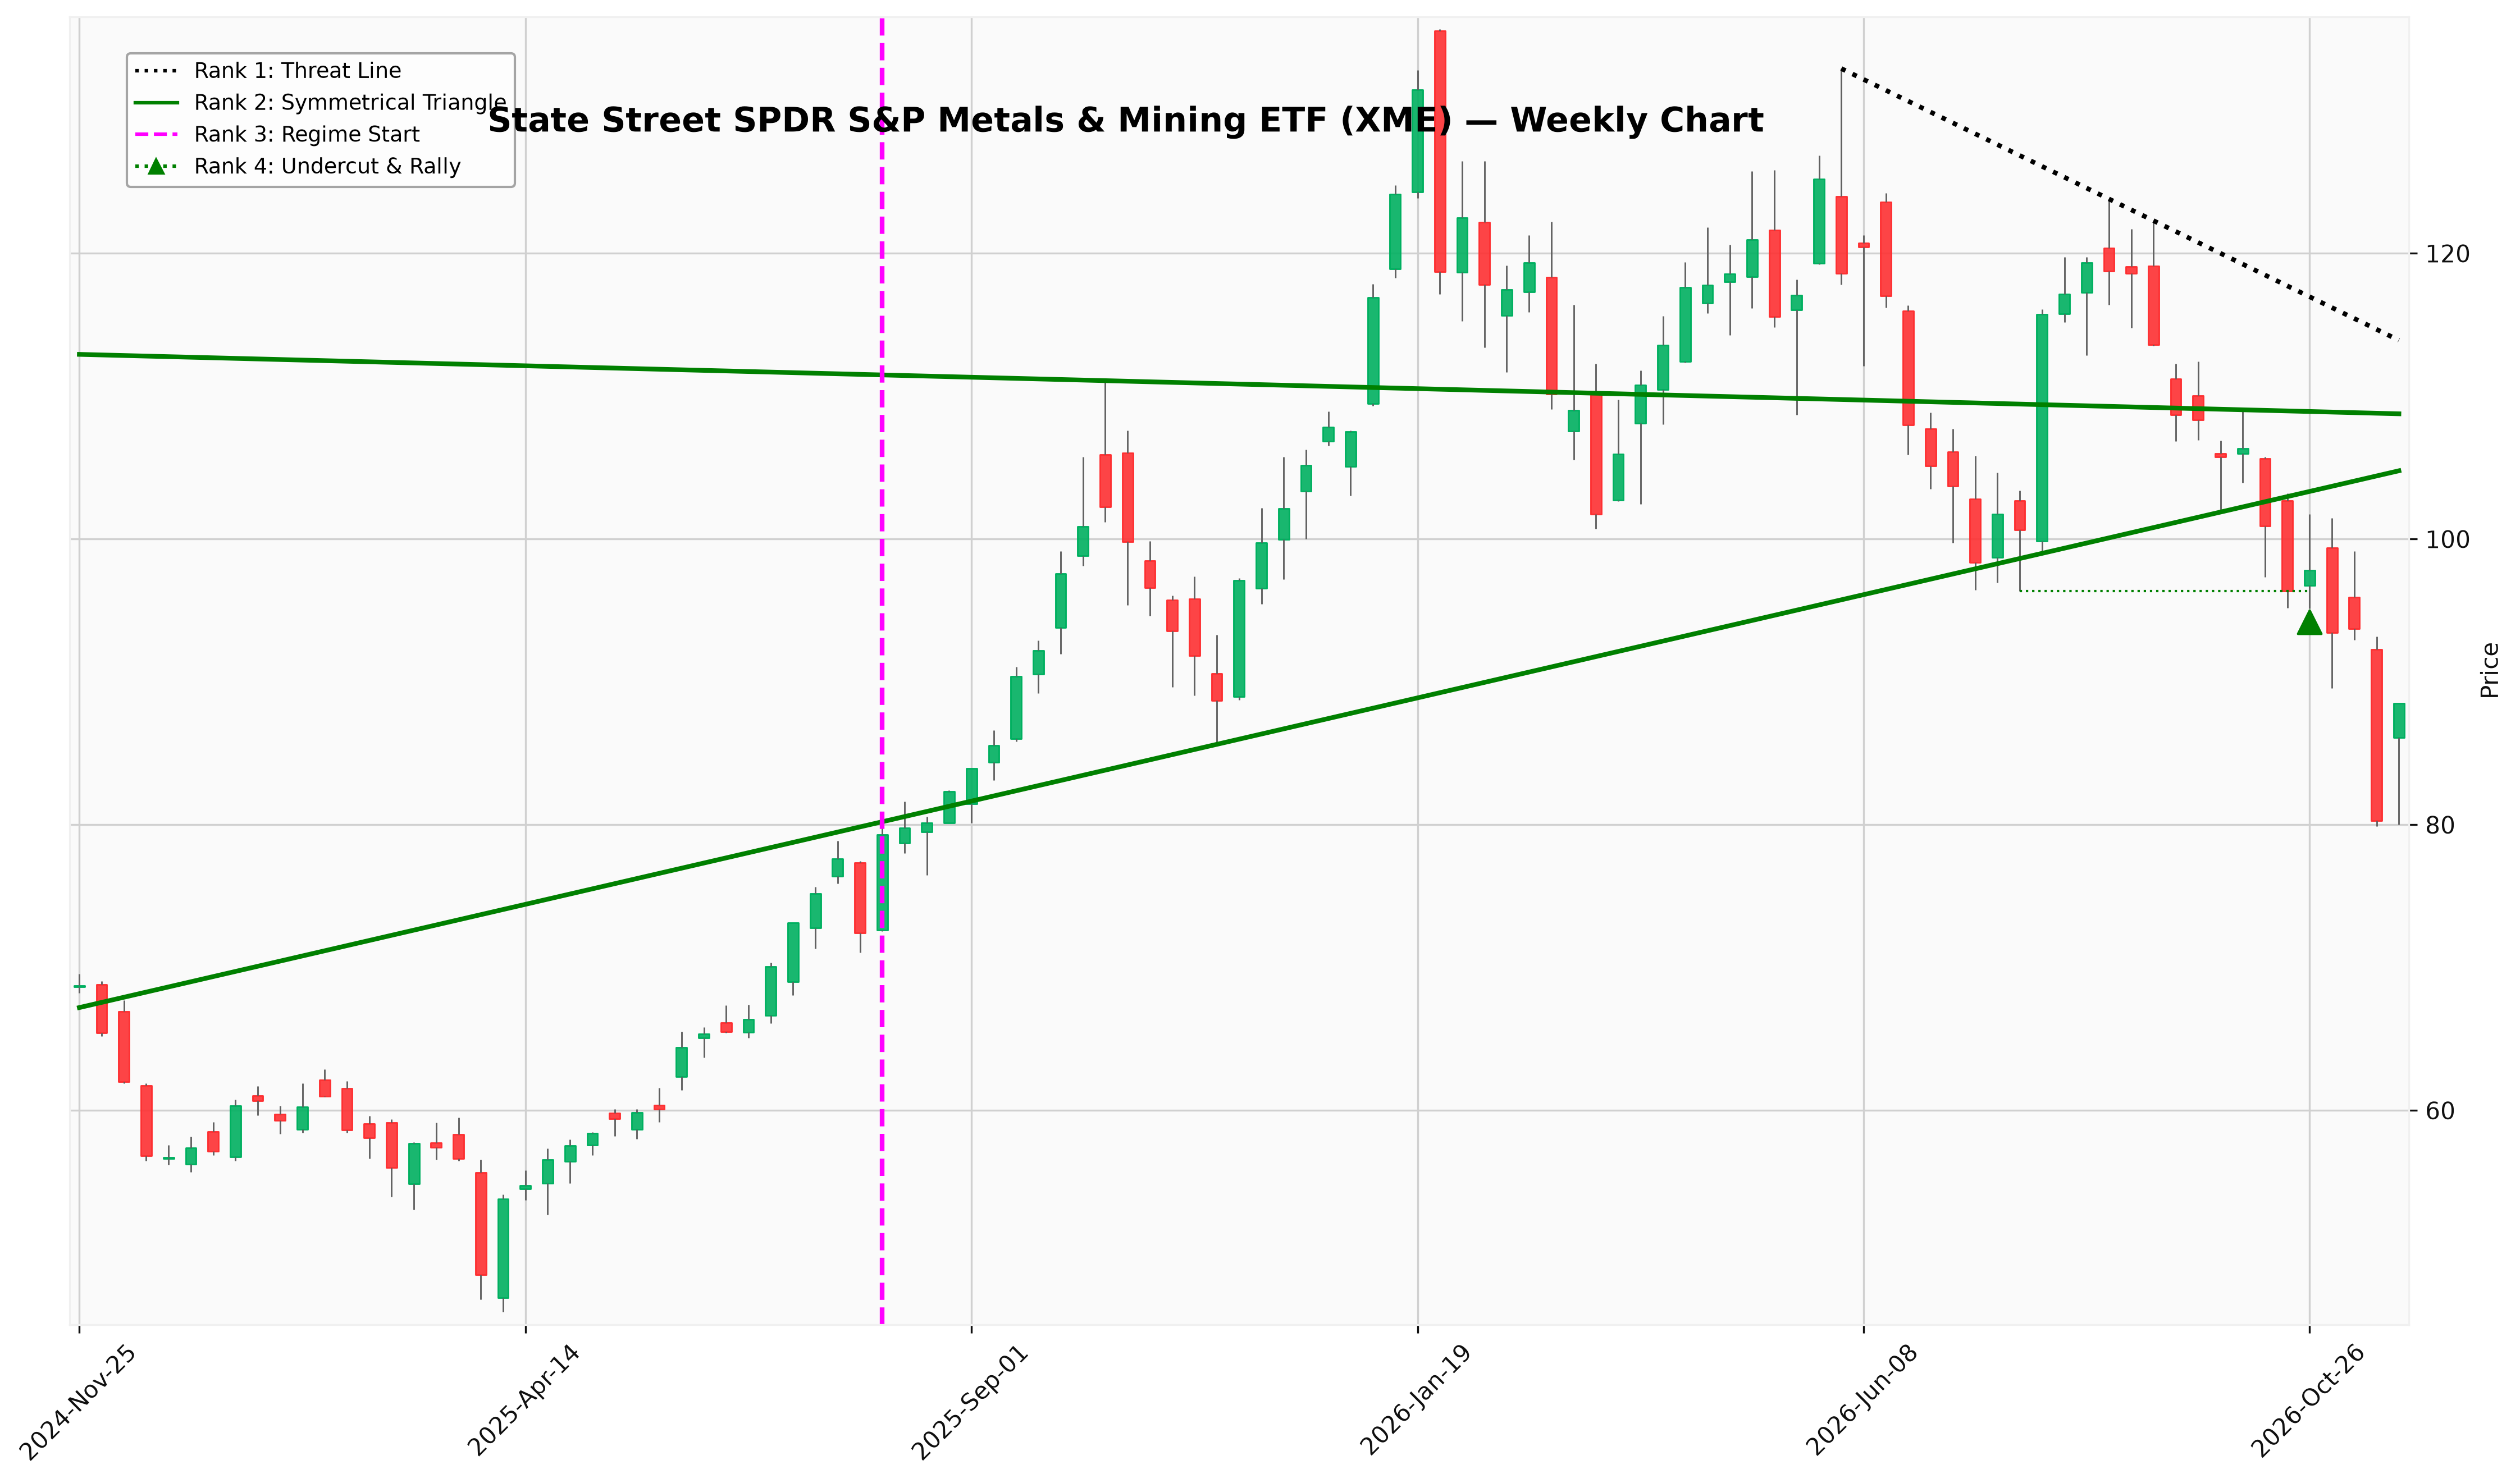 Rank 1: Threat Line
Rank 2: Symmetrical Triangle
Rank 3: Regime Start
Rank 4: Undercut & Rally
State Street SPDR S&P Metals & Mining ETF (XME) — Weekly Chart
120
100
80
60
Price
2024-Nov-25
2025-Apr-14
2025-Sep-01
2026-Jan-19
2026-Jun-08
2026-Oct-26